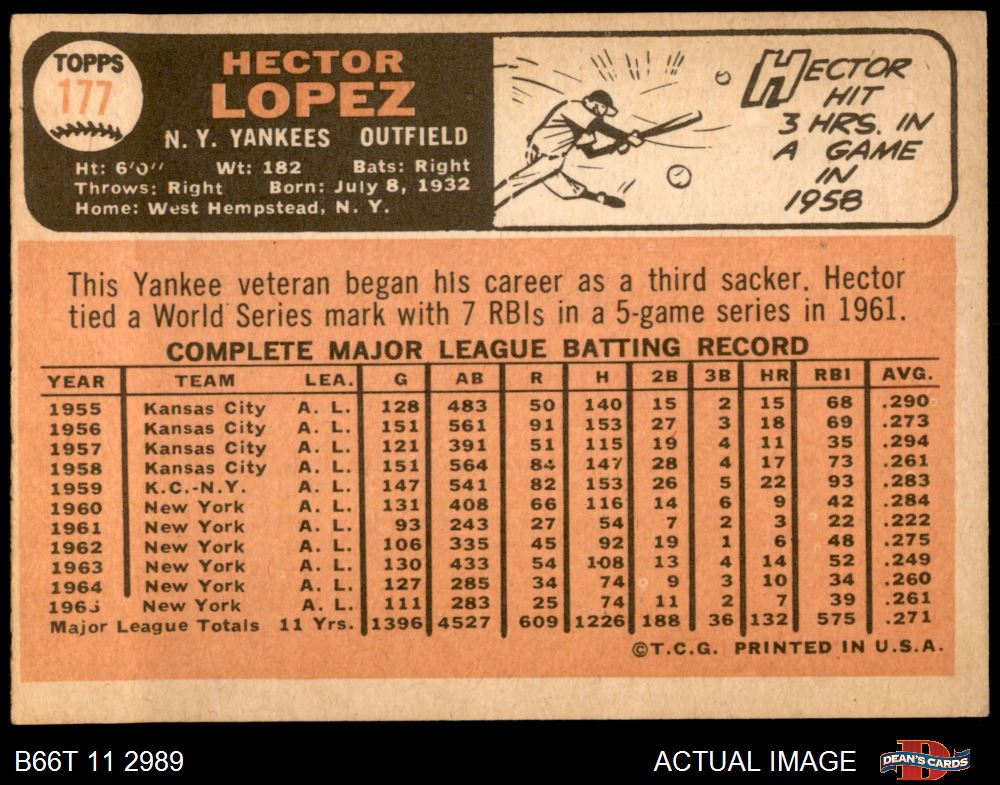 TOPPS
177
HECTOR
LOPEZ
N. Y. YANKEES OUTFIELD
Ht: 6'0" Wt: 182 Bats: Right
Throws: Right Born: July 8, 1932
Home: West Hempstead, N. Y.
HECTOR
HIT
3 HRS. IN
A GAME
IN
1958
This Yankee veteran began his career as a third sacker. Hector
tied a World Series mark with 7 RBIs in a 5-game series in 1961.
COMPLETE MAJOR LEAGUE BATTING RECORD
YEAR TEAM LEA. G AB R H 2B 3B HR RBI AVG.
1955 Kansas City A. L. 128 483 50 140 15 2 15 68 .290
1956 Kansas City A. L. 151 561 91 153 27 3 18 69 .273
1957 Kansas City A. L. 121 391 51 115 19 4 11 35 .294
1958 Kansas City A. L. 151 564 84 147 28 4 17 73 .261
1959 K.C.-N.Y. A. L. 147 541 82 153 26 5 22 93 .283
1960 New York A. L. 131 408 66 116 14 6 9 42 .284
1961 New York A. L. 93 243 27 54 7 2 3 22 .222
1962 New York A. L. 106 335 45 92 19 1 6 48 .275
1963 New York A. L. 130 433 54 108 13 4 14 52 .249
1964 New York A. L. 127 285 34 74 9 3 10 34 .260
1965 New York A. L. 111 283 25 74 11 2 7 39 .261
Major League Totals 11 Yrs. 1396 4527 609 1226 188 36 132 575 .271
©T.C.G. PRINTED IN U.S.A.
B66T 11 2989 ACTUAL IMAGE DEAN'S CARDS